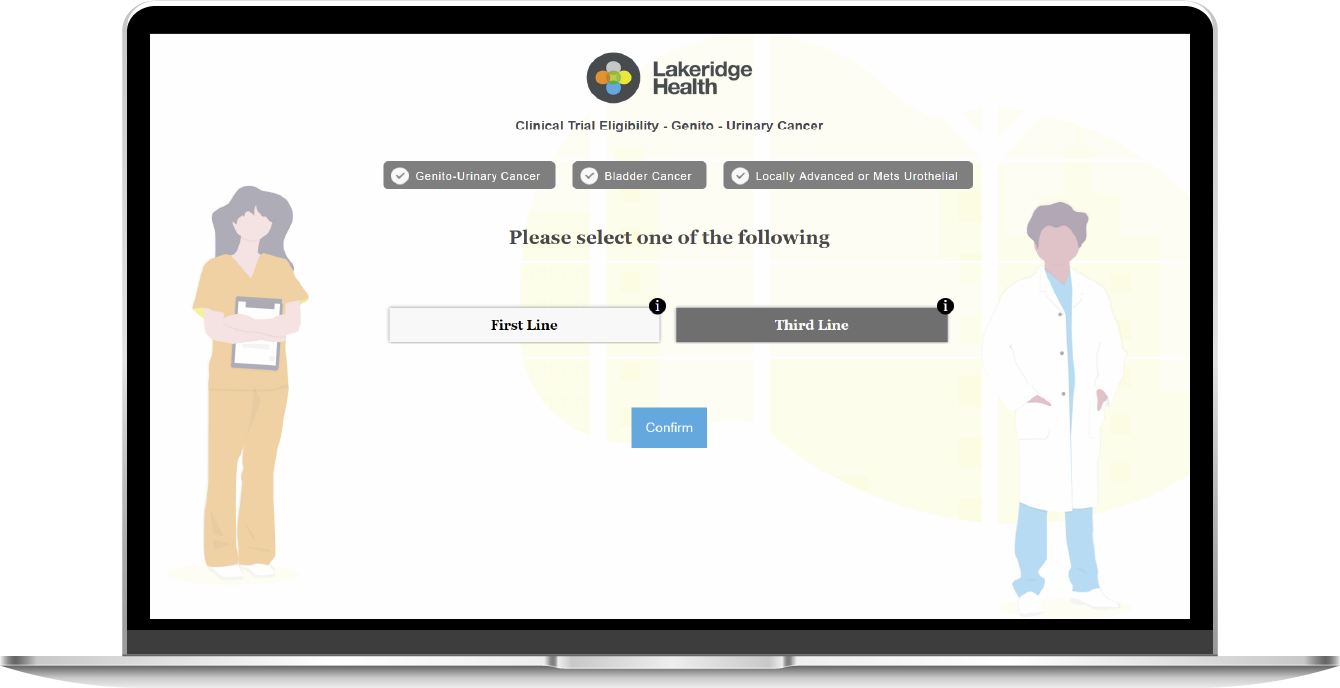 Lakeridge
Health
Clinical Trial Eligibility - Genito - Urinary Cancer
Genito-Urinary Cancer
Bladder Cancer
Locally Advanced or Mets Urothelial
Please select one of the following
i
i
First Line
Third Line
Confirm